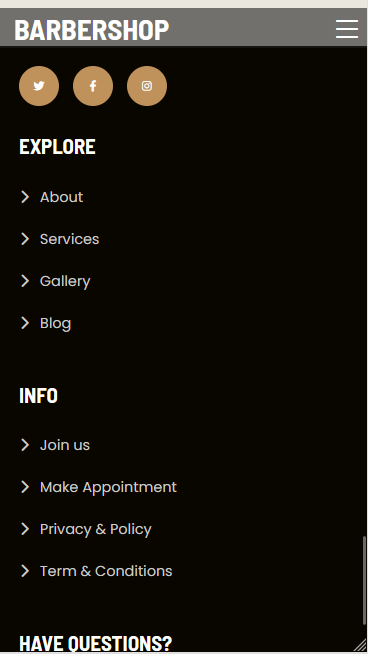 BARBERSHOP
EXPLORE
About
Services
Gallery
Blog
INFO
Join us
Make Appointment
Privacy & Policy
Term & Conditions
HAVE QUESTIONS?